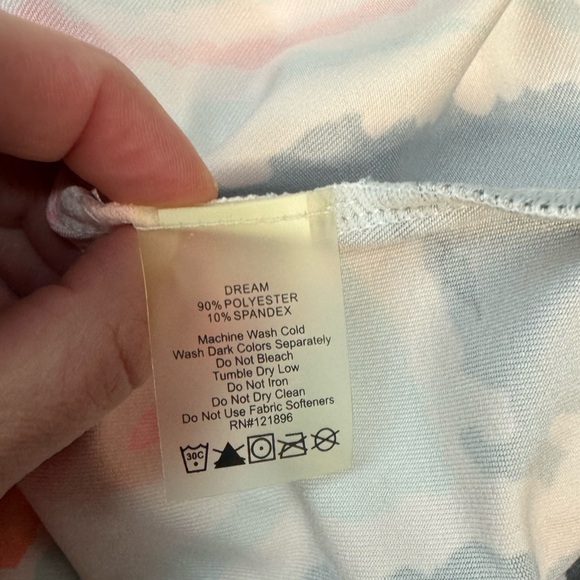 DREAM
90% POLYESTER
10% SPANDEX
Machine Wash Cold
Wash Dark Colors Separately
Do Not Bleach
Tumble Dry Low
Do Not Iron
Do Not Dry Clean
Do Not Use Fabric Softeners
RN#121896
30C